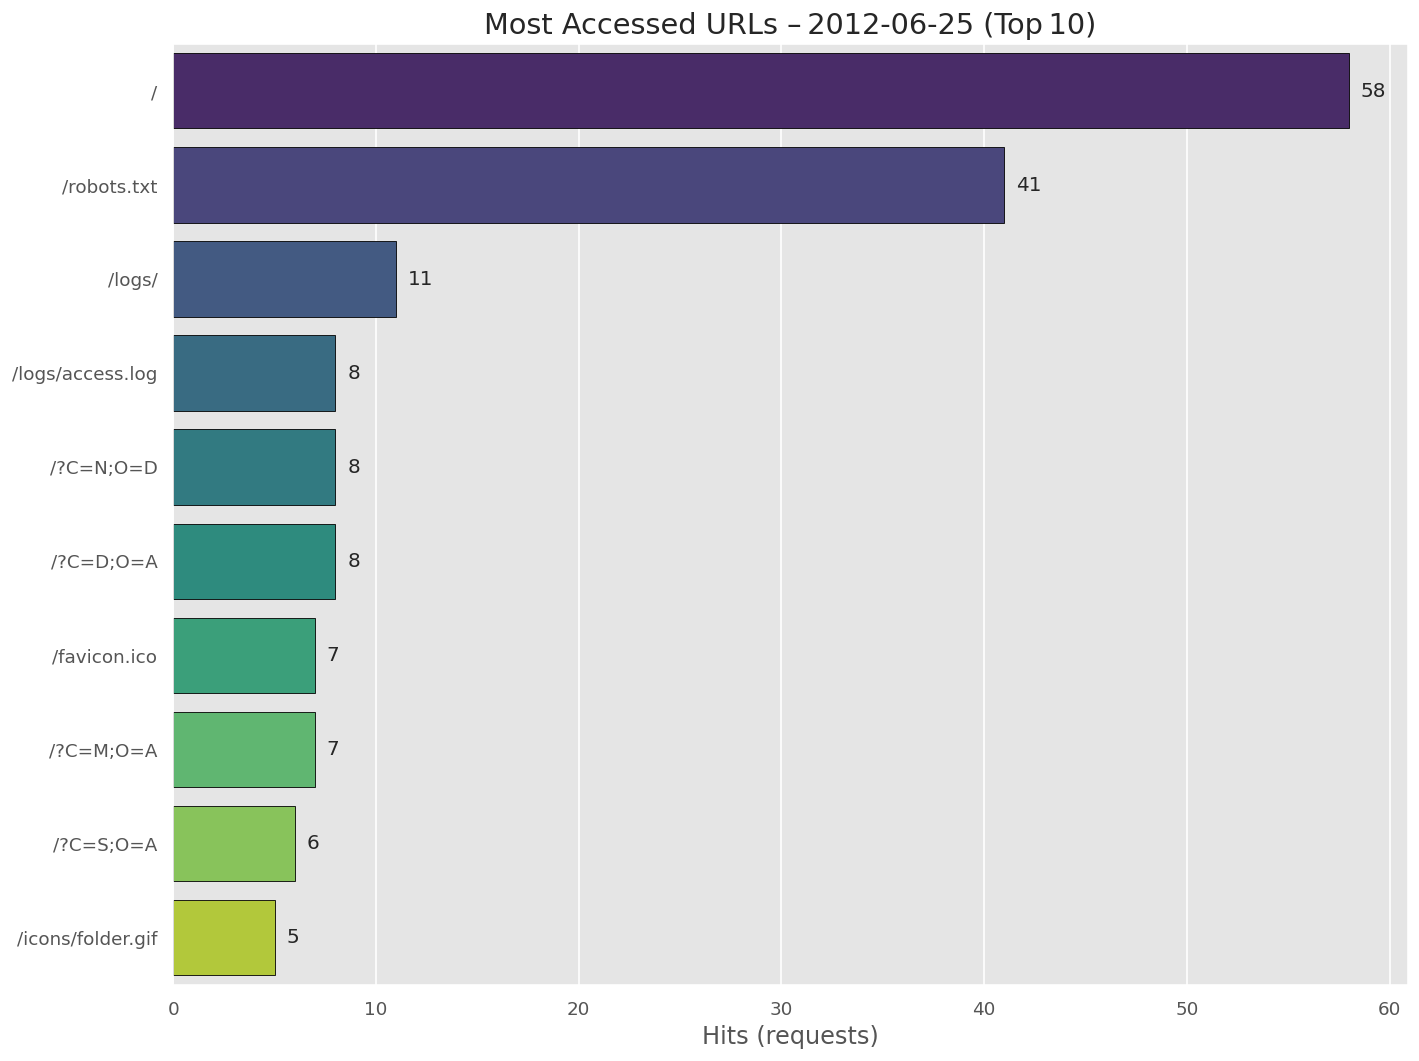 Most Accessed URLs – 2012-06-25 (Top 10)
/ 58
/robots.txt 41
/logs/ 11
/logs/access.log 8
/?C=N;O=D 8
/?C=D;O=A 8
/favicon.ico 7
/?C=M;O=A 7
/?C=S;O=A 6
/icons/folder.gif 5
0 10 20 30 40 50 60
Hits (requests)